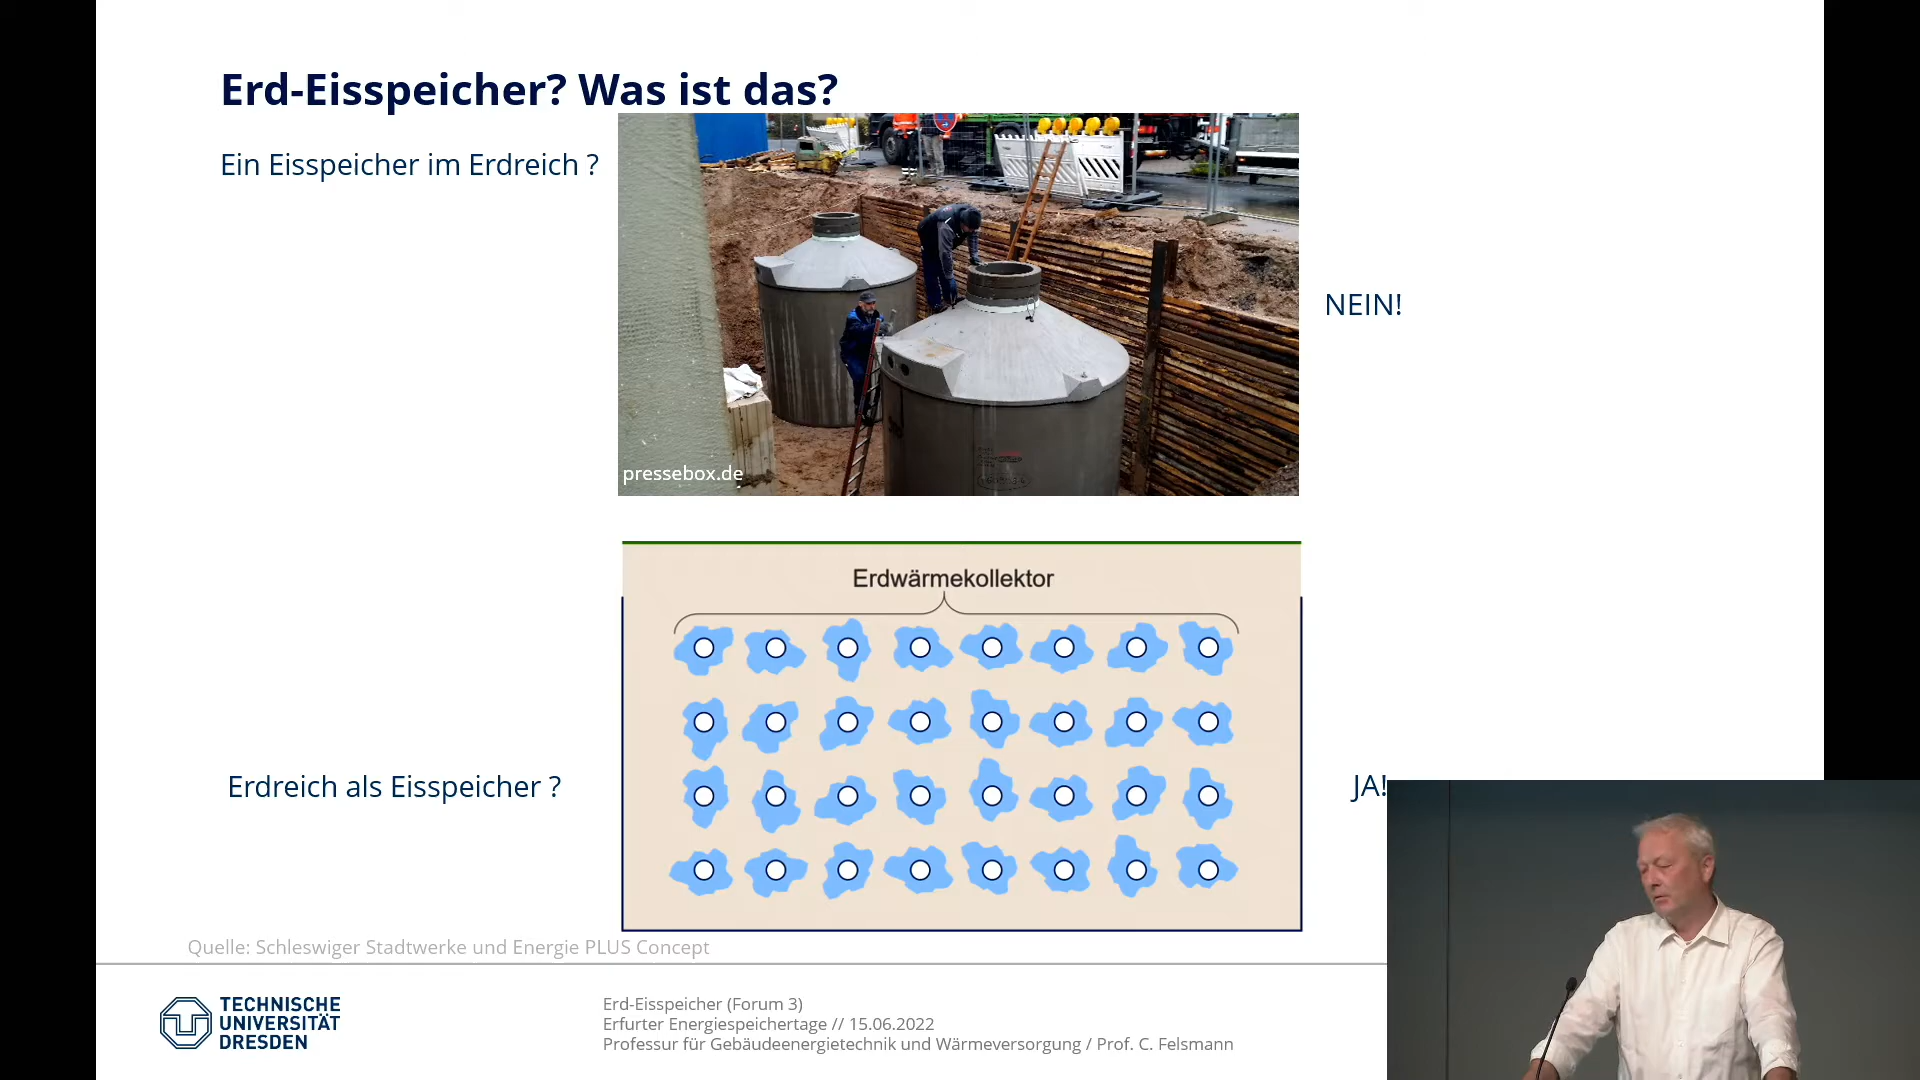 Erd-Eisspeicher? Was ist das?
Ein Eisspeicher im Erdreich ?
NEIN!
pressebox.de
Erdwärmekollektor
Erdreich als Eisspeicher ?
JA!
Quelle: Schleswiger Stadtwerke und Energie PLUS Concept
TECHNISCHE
UNIVERSITÄT
DRESDEN
Erd-Eisspeicher (Forum 3)
Erfurter Energiespeichertage // 15.06.2022
Professur für Gebäudeenergietechnik und Wärmeversorgung / Prof. C. Felsmann